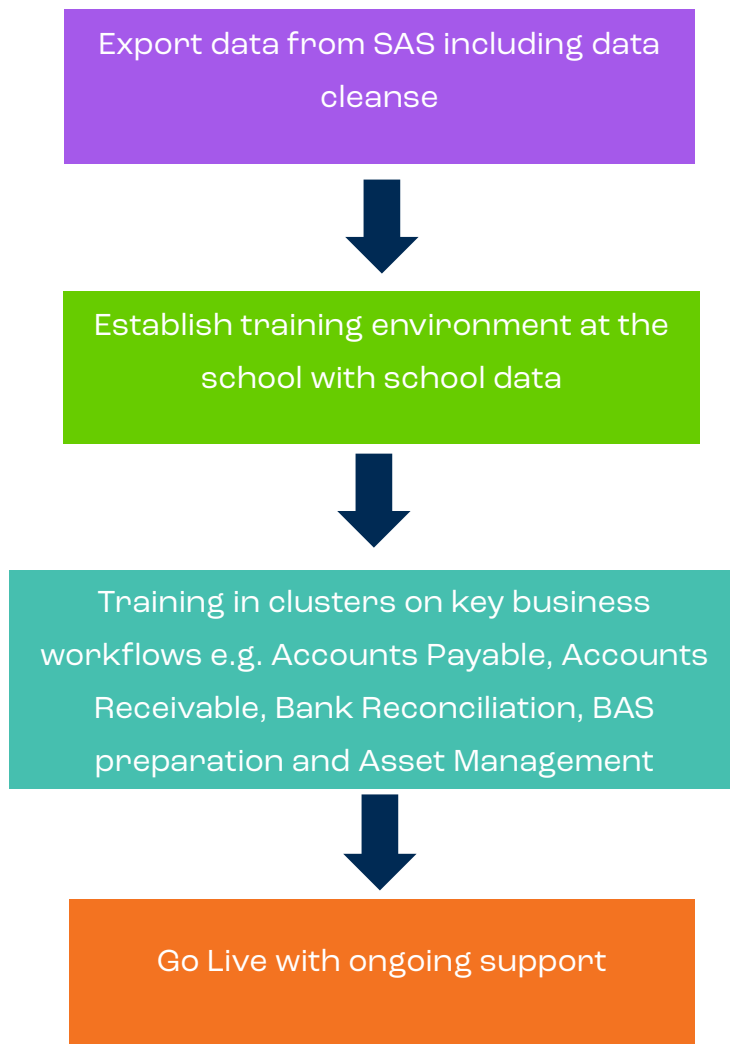 Export data from SAS including data
cleanse
Establish training environment at the
school with school data
Training in clusters on key business
workflows e.g. Accounts Payable, Accounts
Receivable, Bank Reconciliation, BAS
preparation and Asset Management
Go Live with ongoing support